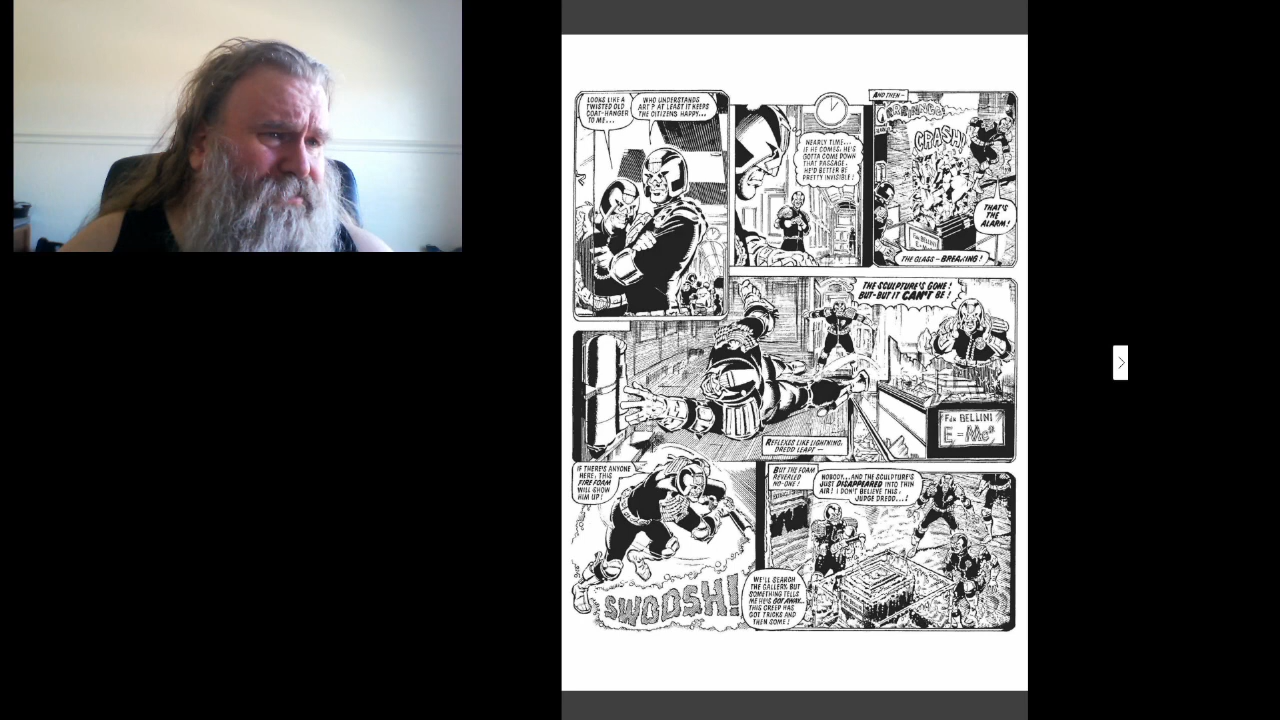 LOOKS LIKE A
TWISTED OLD
COAT-HANGER
TO ME...
WHO UNDERSTANDS
ART? AT LEAST IT KEEPS
THE CITIZENS HAPPY...
NEARLY TIME...
IF HE COMES, HE'S
GOTTA COME DOWN
THAT PASSAGE.
HE'D BETTER BE
PRETTY INVISIBLE!
AND THEN—
CRASH!
THAT'S
THE
ALARM!
THE GLASS—BREAKING!
THE SCULPTURE'S GONE!
BUT-BUT IT CAN'T BE!
REFLEXES LIKE LIGHTNING,
DREDD LEAPT—
BELLINI
IF THERE'S ANYONE
HERE, THIS
FIRE FOAM
WILL SHOW
HIM UP!
SWOOSH!
BUT THE FOAM
REVEALED
NO-ONE!
NOBODY... AND THE SCULPTURE'S
JUST DISAPPEARED INTO THIN
AIR! I DON'T BELIEVE THIS,
JUDGE DREDD...!
WE'LL SEARCH
THE GALLERY, BUT
SOMETHING TELLS
ME HE'S GOT AWAY...
THIS CREEP HAS
GOT TRICKS AND
THEN SOME!